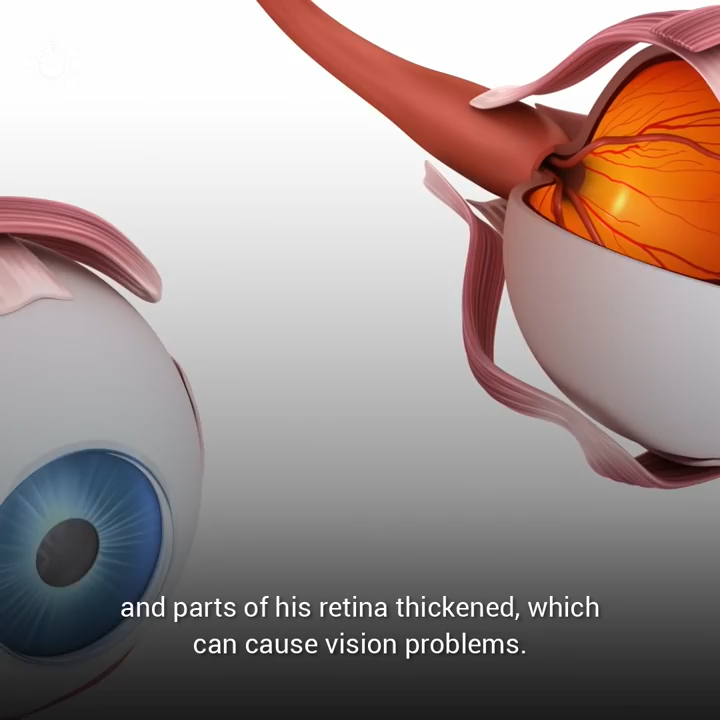 and parts of his retina thickened, which
can cause vision problems.